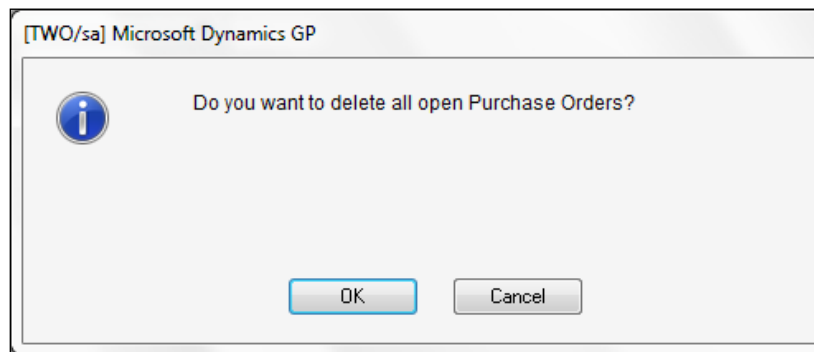 [TWO/sa] Microsoft Dynamics GP
Do you want to delete all open Purchase Orders?
OK
Cancel